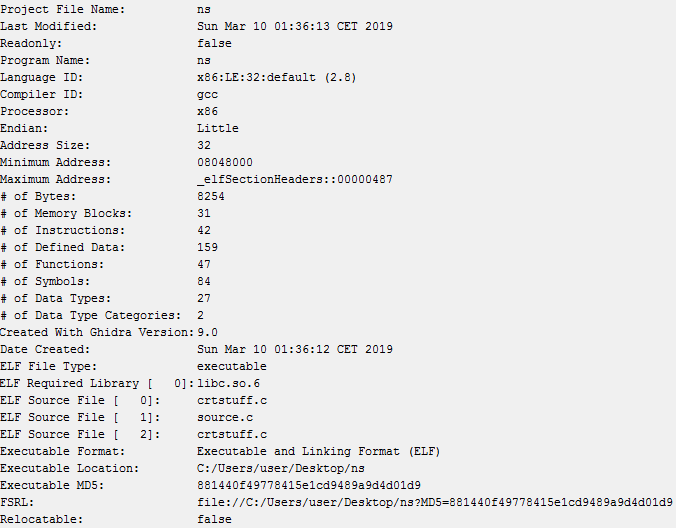 Project File Name: ns
Last Modified: Sun Mar 10 01:36:13 CET 2019
Readonly: false
Program Name: ns
Language ID: x86:LE:32:default (2.8)
Compiler ID: gcc
Processor: x86
Endian: Little
Address Size: 32
Minimum Address: 08048000
Maximum Address: _elfSectionHeaders::00000487
# of Bytes: 8254
# of Memory Blocks: 31
# of Instructions: 42
# of Defined Data: 159
# of Functions: 47
# of Symbols: 84
# of Data Types: 27
# of Data Type Categories: 2
Created With Ghidra Version: 9.0
Date Created: Sun Mar 10 01:36:12 CET 2019
ELF File Type: executable
ELF Required Library [ 0]: libc.so.6
ELF Source File [ 0]: crtstuff.c
ELF Source File [ 1]: source.c
ELF Source File [ 2]: crtstuff.c
Executable Format: Executable and Linking Format (ELF)
Executable Location: C:/Users/user/Desktop/ns
Executable MD5: 881440f49778415e1cd9489a9d4d01d9
FSRL: file://C:/Users/user/Desktop/ns?MD5=881440f49778415e1cd9489a9d4d01d9
Relocatable: false